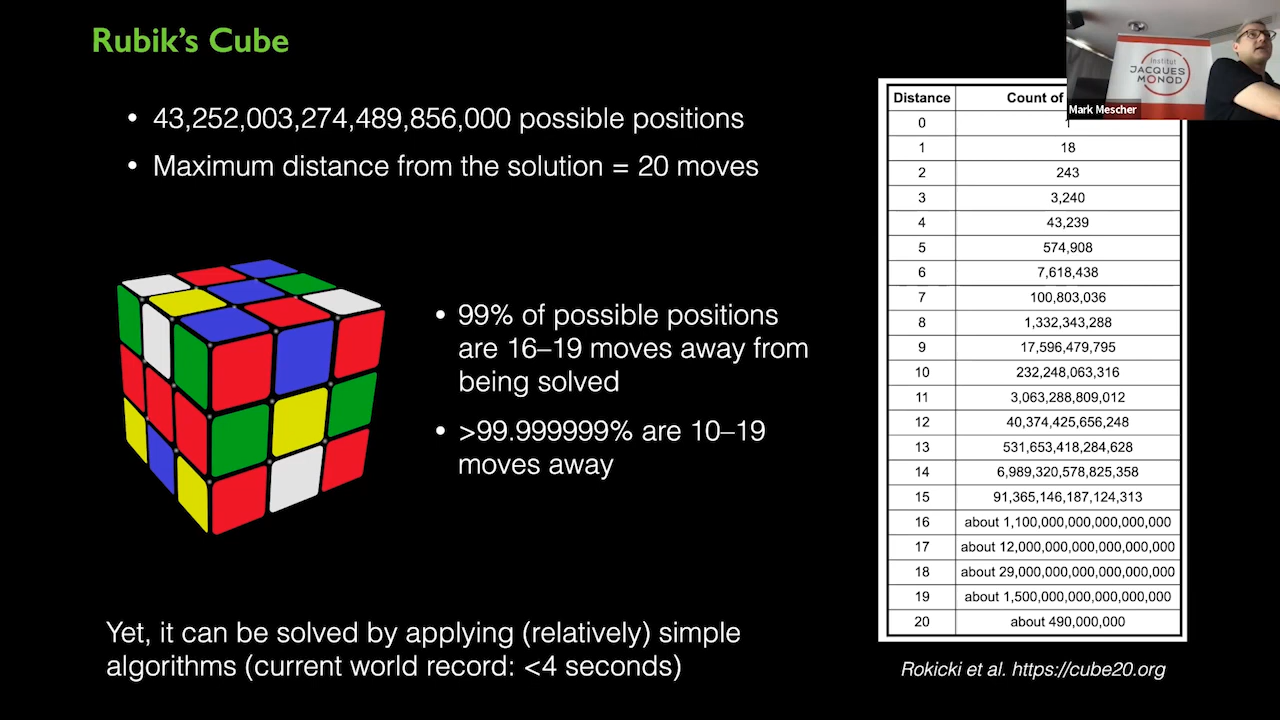 Rubik's Cube
• 43,252,003,274,489,856,000 possible positions
• Maximum distance from the solution = 20 moves
• 99% of possible positions
are 16–19 moves away from
being solved
• >99.999999% are 10–19
moves away
Yet, it can be solved by applying (relatively) simple
algorithms (current world record: <4 seconds)
Institut
JACQUES
MONOD
Mark Mescher
Distance Count of
0 1
1 18
2 243
3 3,240
4 43,239
5 574,908
6 7,618,438
7 100,803,036
8 1,332,343,288
9 17,596,479,795
10 232,248,063,316
11 3,063,288,809,012
12 40,374,425,656,248
13 531,653,418,284,628
14 6,989,320,578,825,358
15 91,365,146,187,124,313
16 about 1,100,000,000,000,000,000
17 about 12,000,000,000,000,000,000
18 about 29,000,000,000,000,000,000
19 about 1,500,000,000,000,000,000
20 about 490,000,000
Rokicki et al. https://cube20.org